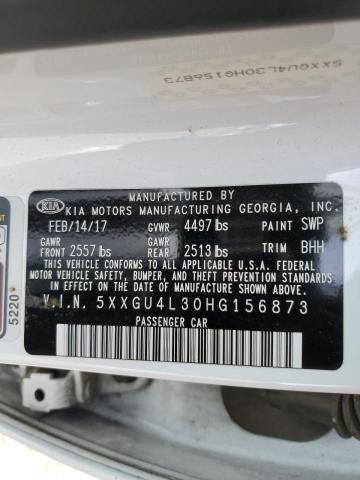 5XXGU4L30HG156873
MANUFACTURED BY
KIA KIA MOTORS MANUFACTURING GEORGIA, INC.
FEB/14/17 GVWR 4497 lbs PAINT SWP
GAWR GAWR
FRONT 2557 lbs REAR 2513 lbs TRIM BHH
THIS VEHICLE CONFORMS TO ALL APPLICABLE U.S.A. FEDERAL
MOTOR VEHICLE SAFETY, BUMPER, AND THEFT PREVENTION STANDARDS
IN EFFECT ON THE DATE OF MANUFACTURE SHOWN ABOVE.
V.I.N. 5XXGU4L30HG156873
PASSENGER CAR
5220